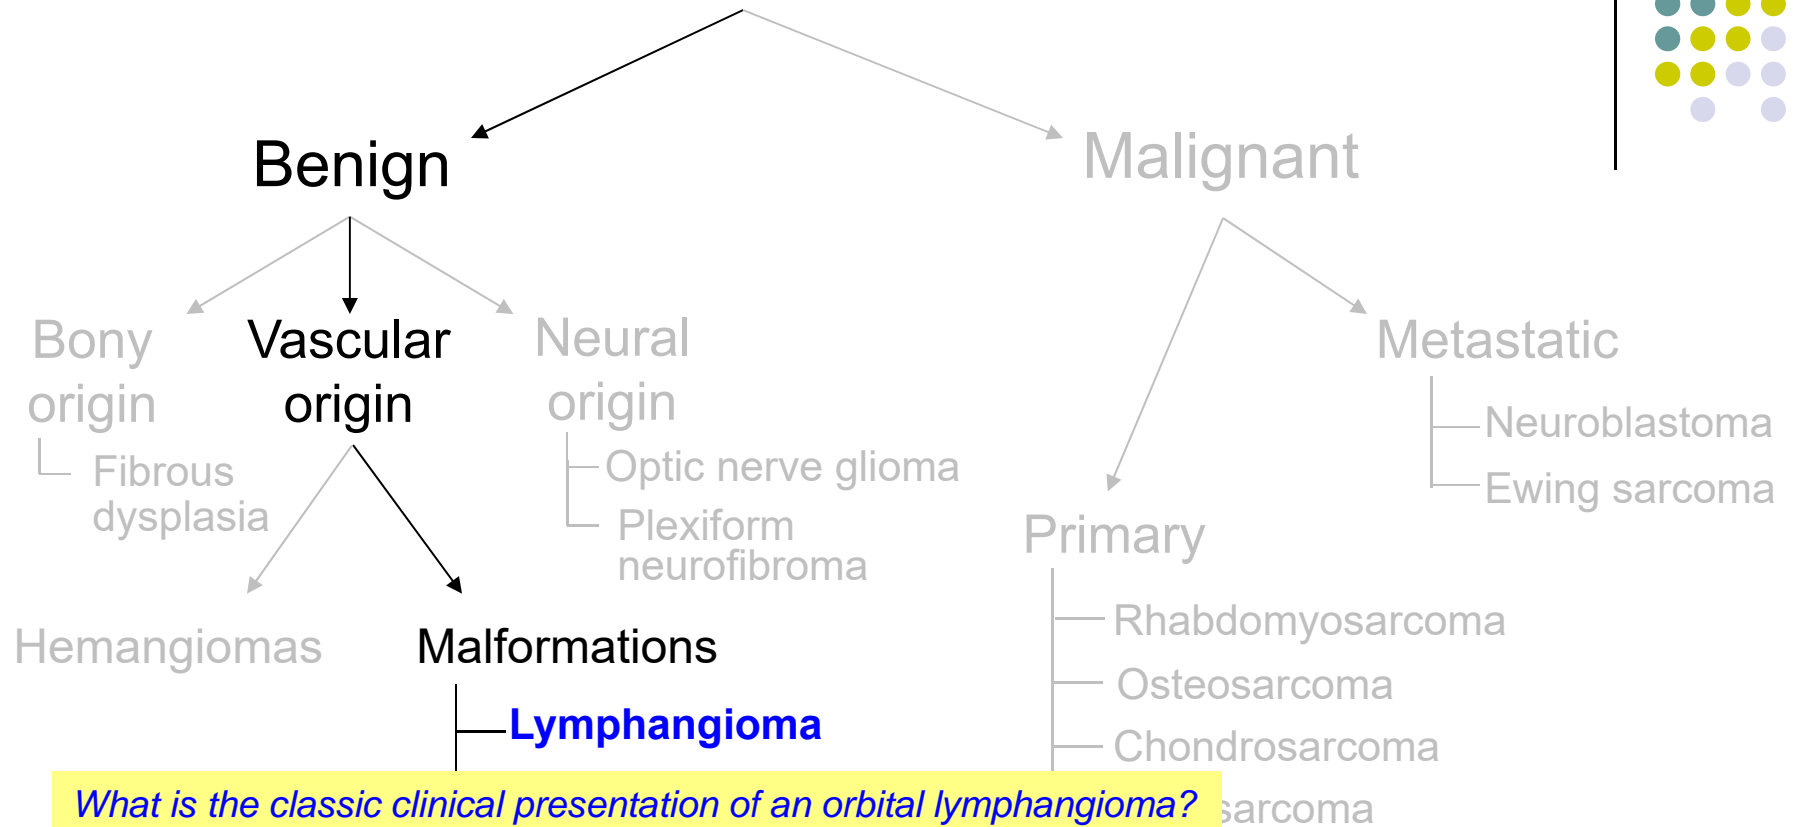 Benign
Malignant
Bony
origin
Vascular
origin
Neural
origin
Metastatic
Fibrous
dysplasia
Optic nerve glioma
Plexiform
neurofibroma
Neuroblastoma
Ewing sarcoma
Primary
Hemangiomas
Malformations
Rhabdomyosarcoma
Osteosarcoma
Lymphangioma
Chondrosarcoma
What is the classic clinical presentation of an orbital lymphangioma?
sarcoma